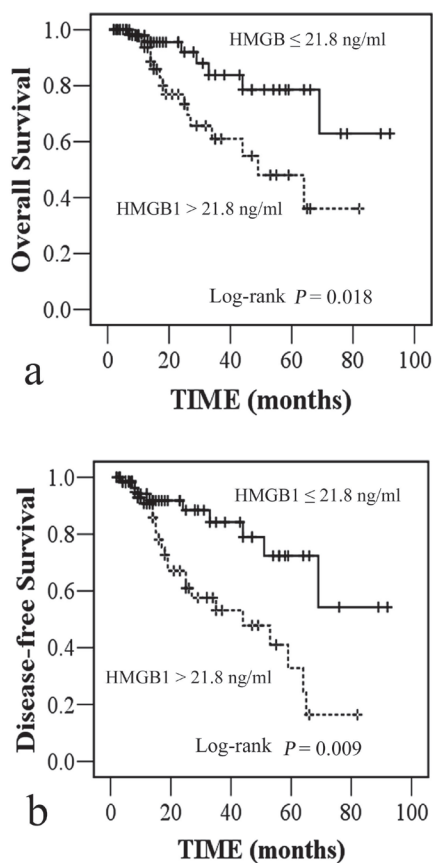 1.0
HMGB ≤ 21.8 ng/ml
0.8
0.6
0.4
HMGB1 > 21.8 ng/ml
0.2
Log-rank P = 0.018
0.0
Overall Survival
0 20 40 60 80 100
TIME (months)
a
1.0
HMGB1 ≤ 21.8 ng/ml
0.8
0.6
0.4
HMGB1 > 21.8 ng/ml
0.2
Log-rank P = 0.009
0.0
Disease-free Survival
0 20 40 60 80 100
TIME (months)
b